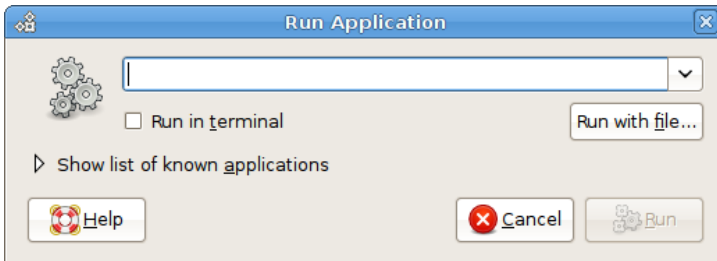 Run Application
Run in terminal
Run with file...
Show list of known applications
Help
Cancel
Run